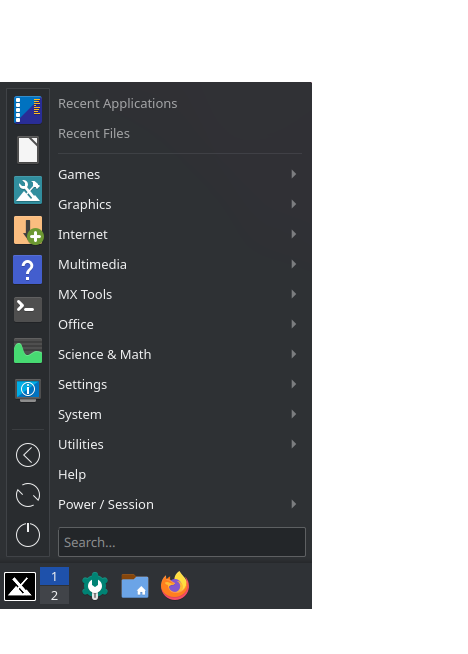 Recent Applications
Recent Files
Games
Graphics
Internet
Multimedia
MX Tools
Office
Science & Math
Settings
System
Utilities
Help
Power / Session
Search...
1
2